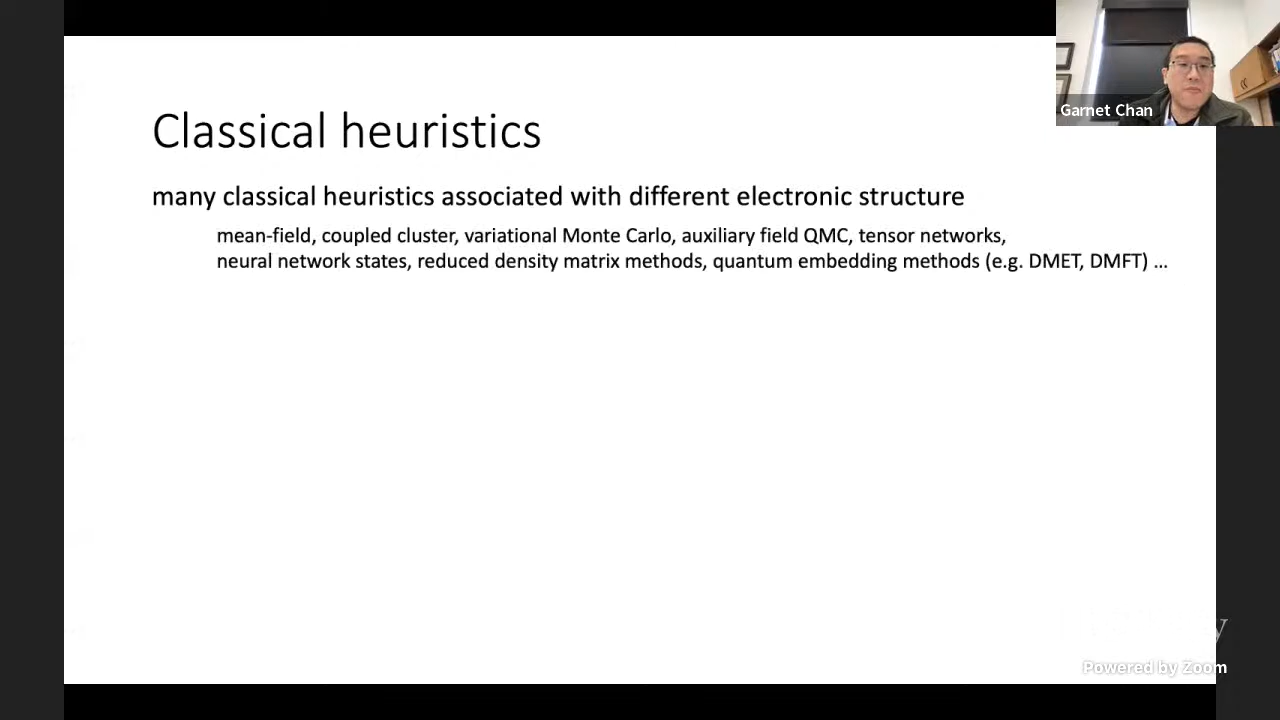 Classical heuristics
Garnet Chan
many classical heuristics associated with different electronic structure
mean-field, coupled cluster, variational Monte Carlo, auxiliary field QMC, tensor networks,
neural network states, reduced density matrix methods, quantum embedding methods (e.g. DMET, DMFT) ...
Powered by Zoom